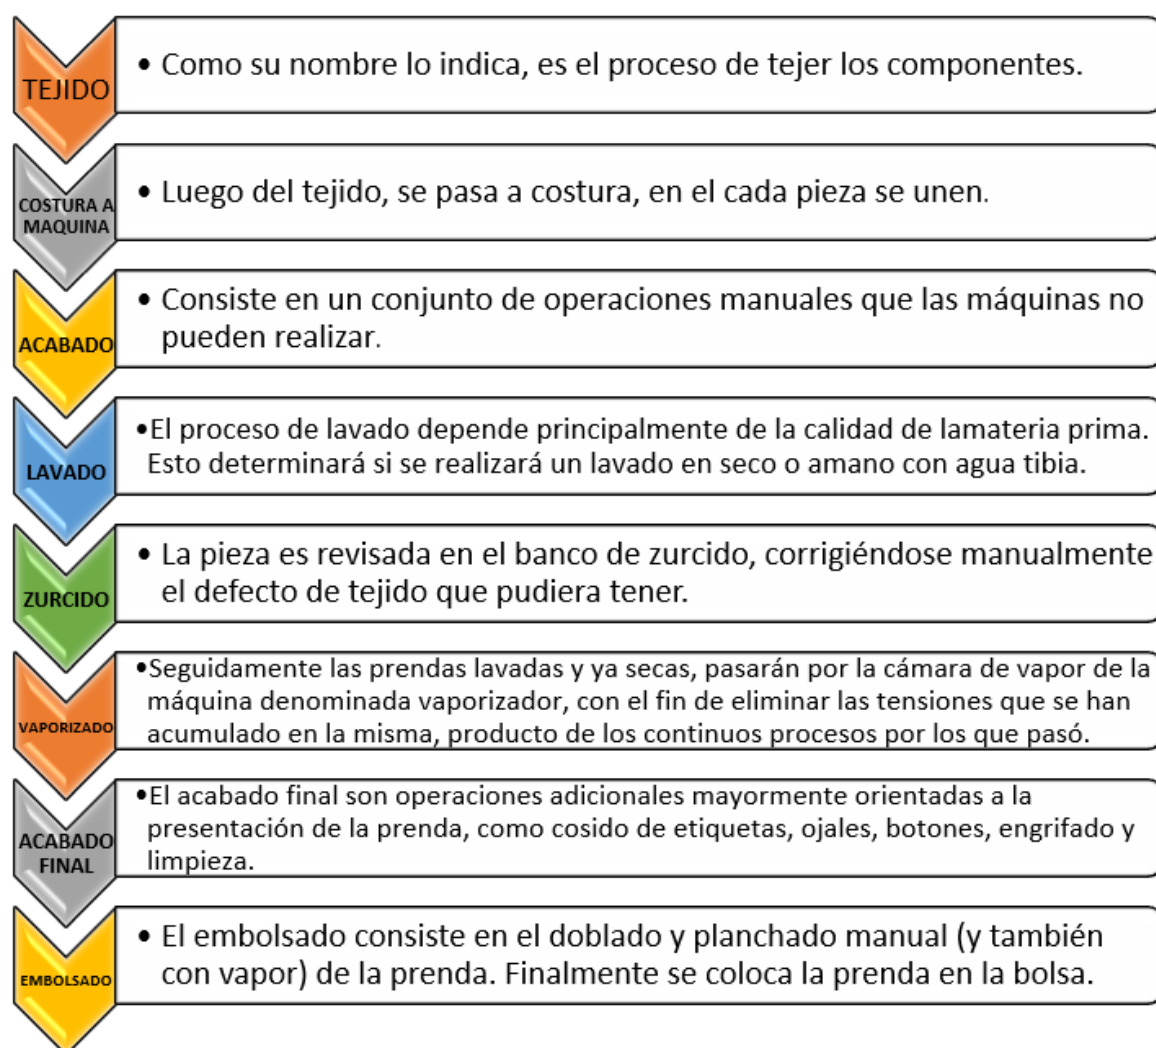 TEJIDO
• Como su nombre lo indica, es el proceso de tejer los componentes.
COSTURA A
MAQUINA
• Luego del tejido, se pasa a costura, en el cada pieza se unen.
ACABADO
• Consiste en un conjunto de operaciones manuales que las máquinas no
pueden realizar.
LAVADO
•El proceso de lavado depende principalmente de la calidad de lamateria prima.
Esto determinará si se realizará un lavado en seco o amano con agua tibia.
ZURCIDO
• La pieza es revisada en el banco de zurcido, corrigiéndose manualmente
el defecto de tejido que pudiera tener.
VAPORIZADO
•Seguidamente las prendas lavadas y ya secas, pasarán por la cámara de vapor de la
máquina denominada vaporizador, con el fin de eliminar las tensiones que se han
acumulado en la misma, producto de los continuos procesos por los que pasó.
ACABADO
FINAL
•El acabado final son operaciones adicionales mayormente orientadas a la
presentación de la prenda, como cosido de etiquetas, ojales, botones, engrifado y
limpieza.
EMBOLSADO
• El embolsado consiste en el doblado y planchado manual (y también
con vapor) de la prenda. Finalmente se coloca la prenda en la bolsa.